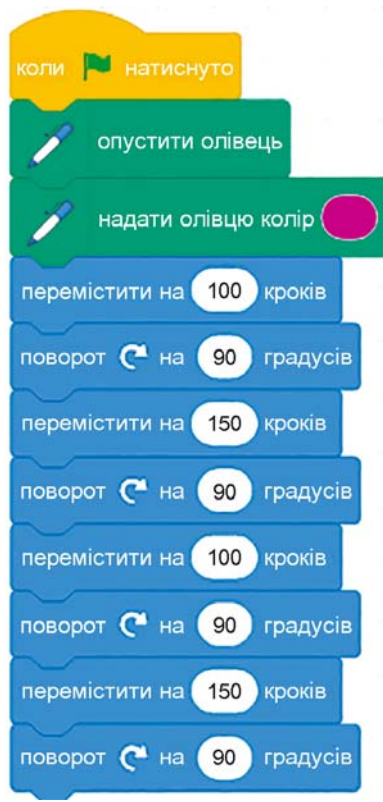 коли натиснуто
опустити олівець
надати олівцю колір
перемістити на 100 кроків
поворот на 90 градусів
перемістити на 150 кроків
поворот на 90 градусів
перемістити на 100 кроків
поворот на 90 градусів
перемістити на 150 кроків
поворот на 90 градусів